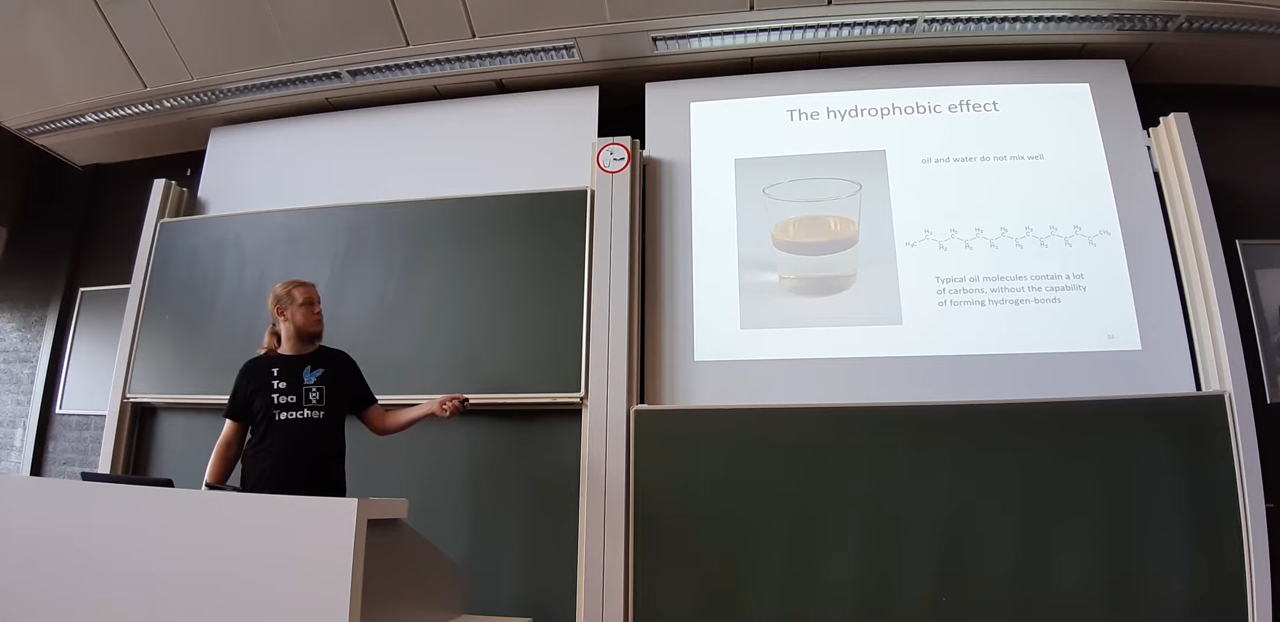 The hydrophobic effect
oil and water do not mix well
Typical oil molecules contain a lot
of carbons, without the capability
of forming hydrogen-bonds
T
Te
Tea
Teacher